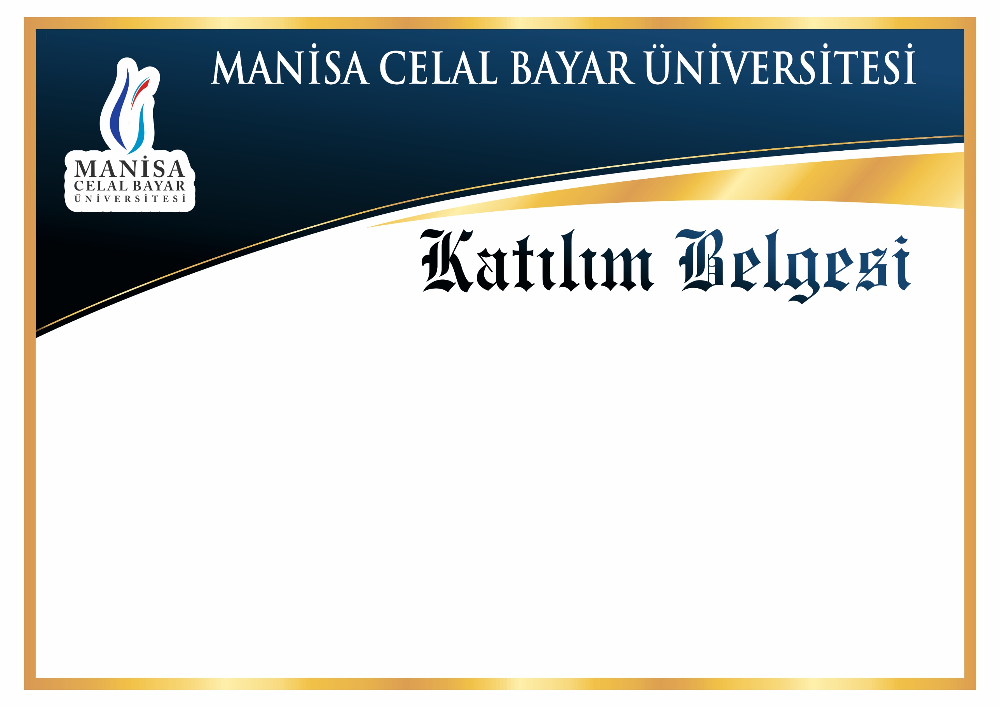 MANİSA CELAL BAYAR ÜNİVERSİTESİ
MANİSA
CELAL BAYAR
ÜNİVERSİTESİ
Katılım Belgesi